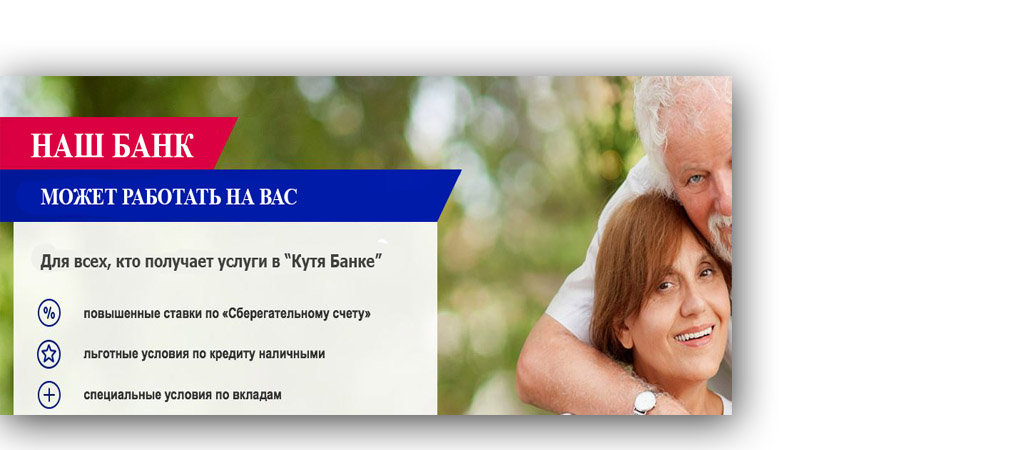 НАШ БАНК
МОЖЕТ РАБОТАТЬ НА ВАС
Для всех, кто получает услуги в “Кутя Банке”
% повышенные ставки по «Сберегательному счету»
льготные условия по кредиту наличными
специальные условия по вкладам